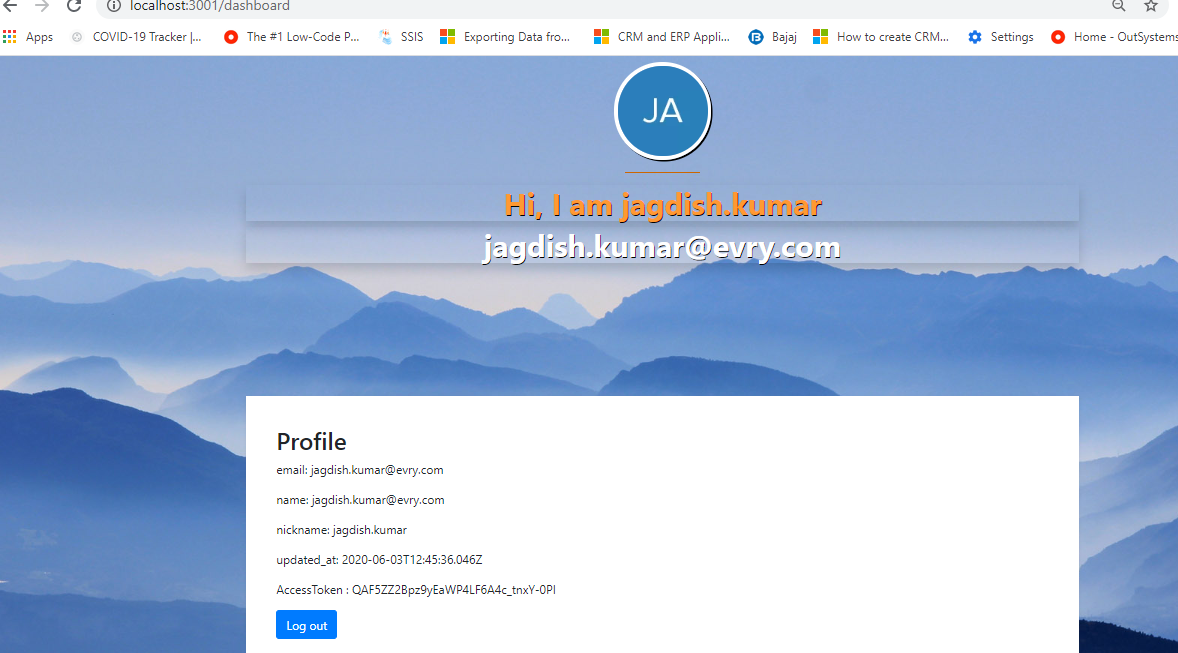 localhost:3001/dashboard
Apps COVID-19 Tracker |... The #1 Low-Code P... SSIS Exporting Data fro... CRM and ERP Appli... Bajaj How to create CRM... Settings Home - OutSystems
JA
Hi, I am jagdish.kumar
jagdish.kumar@evry.com
Profile
email: jagdish.kumar@evry.com
name: jagdish.kumar@evry.com
nickname: jagdish.kumar
updated_at: 2020-06-03T12:45:36.046Z
AccessToken : QAF5ZZ2Bpz9yEaWP4LF6A4c_tnxY-0PI
Log out